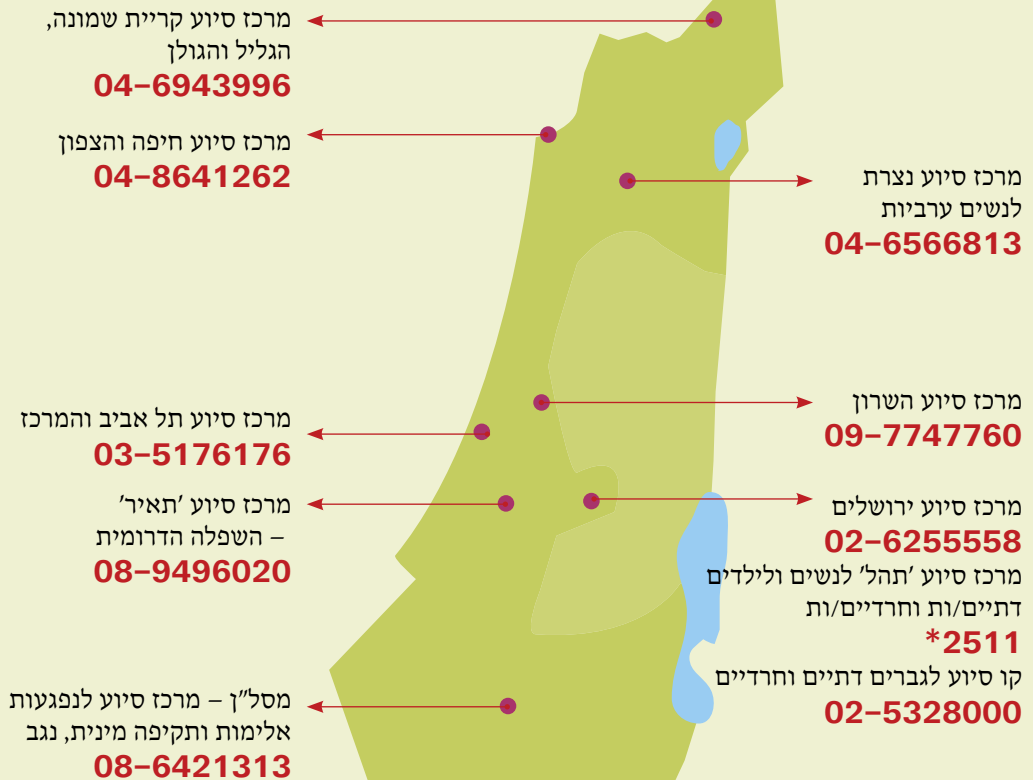 מרכז סיוע קריית שמונה,
הגליל והגולן
04-6943996
מרכז סיוע חיפה והצפון
04-8641262
מרכז סיוע נצרת
לנשים ערביות
04-6566813
מרכז סיוע השרון
09-7747760
מרכז סיוע תל אביב והמרכז
03-5176176
מרכז סיוע 'תאיר'
– השפלה הדרומית
08-9496020
מרכז סיוע ירושלים
02-6255558
מרכז סיוע 'תהל' לנשים ולילדים
דתיים/ות וחרדיים/ות
*2511
קו סיוע לגברים דתיים וחרדיים
02-5328000
מסל"ן – מרכז סיוע לנפגעות
אלימות ותקיפה מינית, נגב
08-6421313